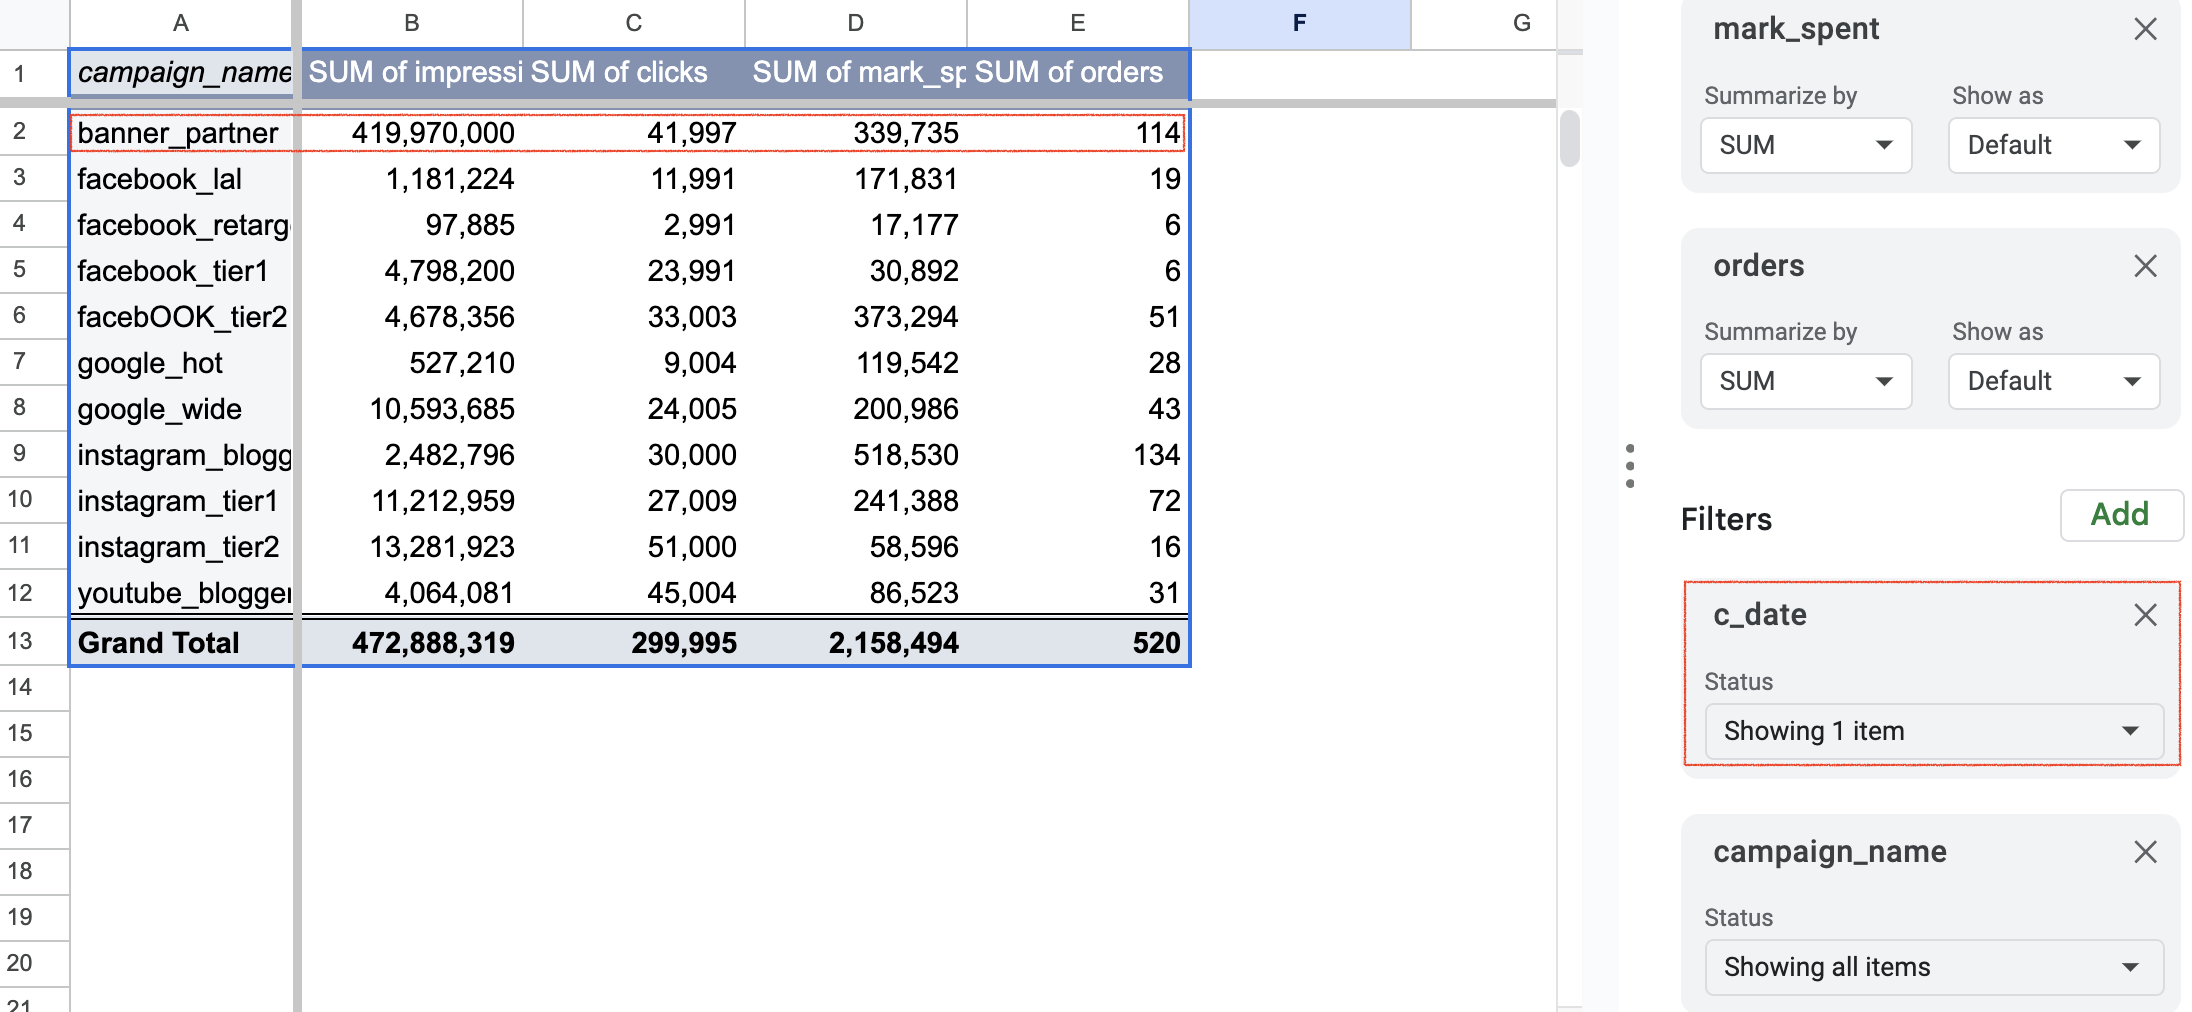 A B C D E F G
1 campaign_name SUM of impressi SUM of clicks SUM of mark_sp SUM of orders
2 banner_partner 419,970,000 41,997 339,735 114
3 facebook_lal 1,181,224 11,991 171,831 19
4 facebook_retarg 97,885 2,991 17,177 6
5 facebook_tier1 4,798,200 23,991 30,892 6
6 facebOOK_tier2 4,678,356 33,003 373,294 51
7 google_hot 527,210 9,004 119,542 28
8 google_wide 10,593,685 24,005 200,986 43
9 instagram_blogg 2,482,796 30,000 518,530 134
10 instagram_tier1 11,212,959 27,009 241,388 72
11 instagram_tier2 13,281,923 51,000 58,596 16
12 youtube_blogger 4,064,081 45,004 86,523 31
13 Grand Total 472,888,319 299,995 2,158,494 520
14
15
16
17
18
19
20
21
mark_spent
Summarize by Show as
SUM Default
orders
Summarize by Show as
SUM Default
Filters Add
c_date
Status
Showing 1 item
campaign_name
Status
Showing all items